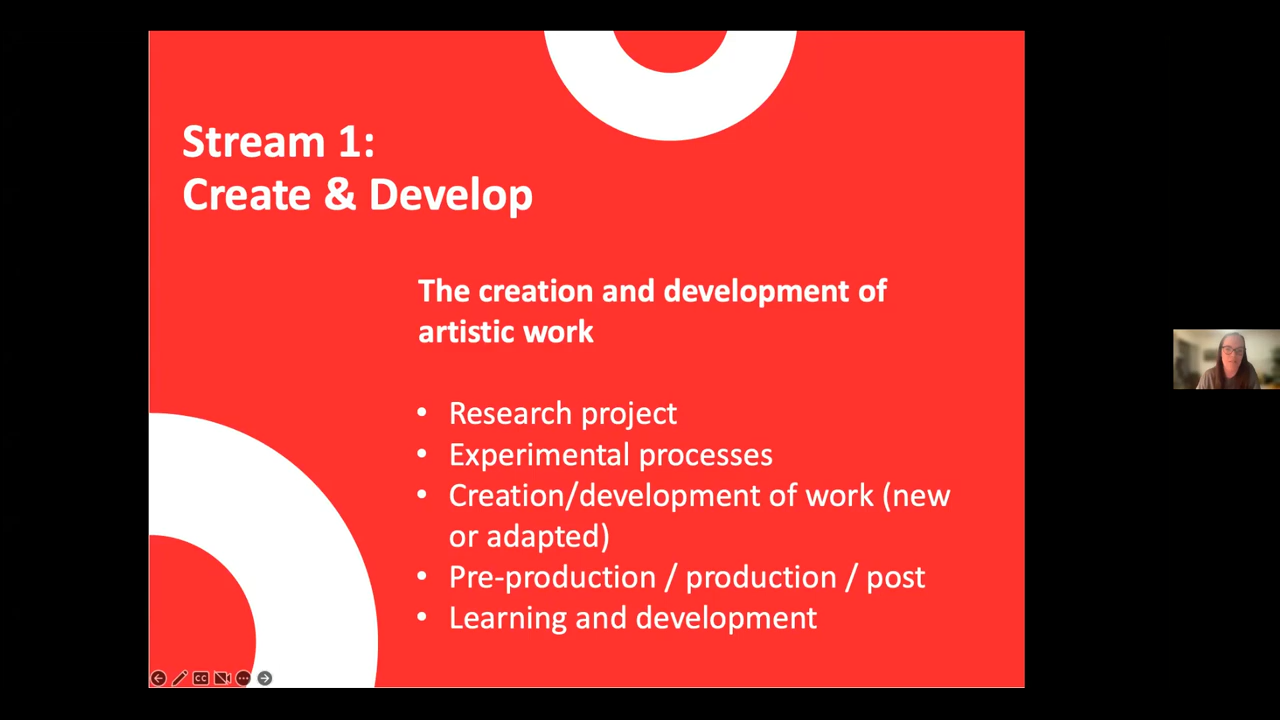 Stream 1:
Create & Develop
The creation and development of
artistic work
• Research project
• Experimental processes
• Creation/development of work (new
or adapted)
• Pre-production / production / post
• Learning and development
CC